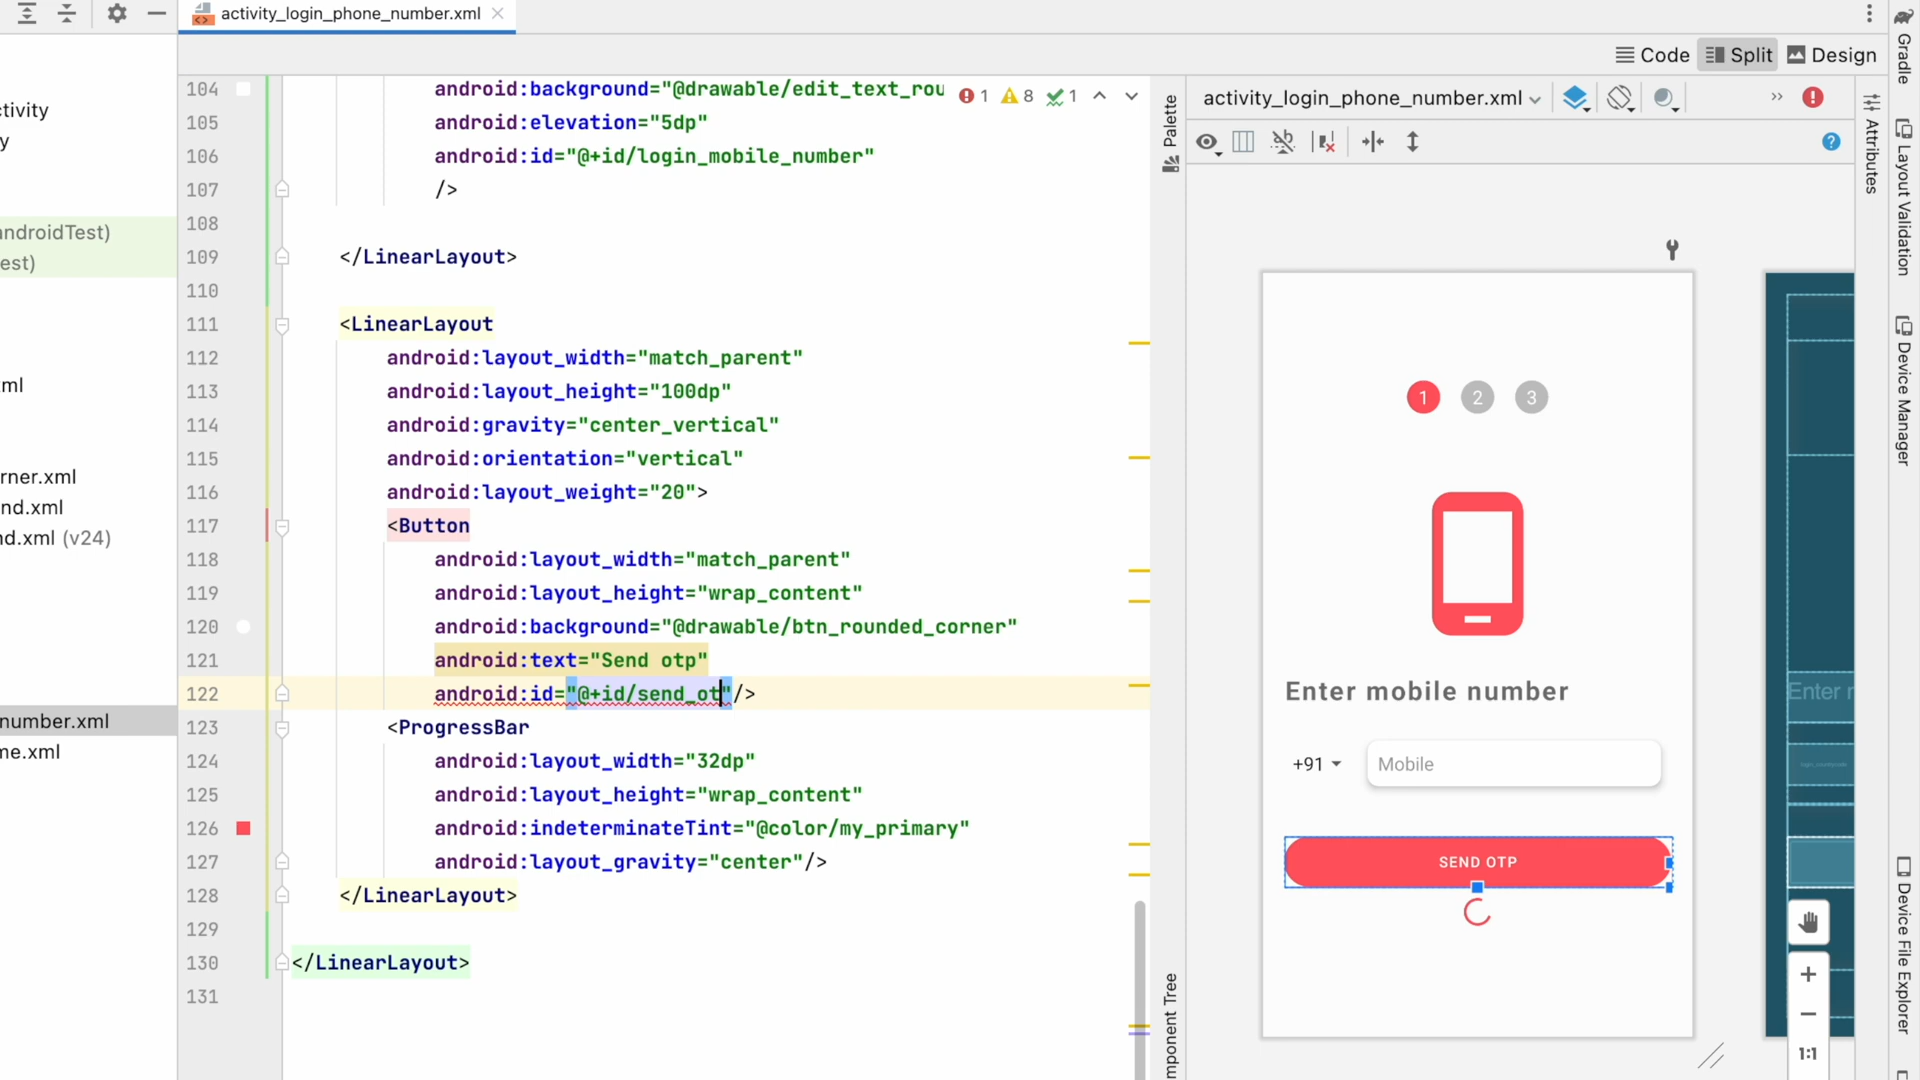 activity_login_phone_number.xml
Code
Split
Design
ctivity
y
androidTest)
est)
ml
rner.xml
nd.xml
nd.xml (v24)
number.xml
me.xml
104 android:background="@drawable/edit_text_rou
1 8 1
105 android:elevation="5dp"
106 android:id="@+id/login_mobile_number"
107 />
108
109 </LinearLayout>
110
111 <LinearLayout
112 android:layout_width="match_parent"
113 android:layout_height="100dp"
114 android:gravity="center_vertical"
115 android:orientation="vertical"
116 android:layout_weight="20">
117 <Button
118 android:layout_width="match_parent"
119 android:layout_height="wrap_content"
120 android:background="@drawable/btn_rounded_corner"
121 android:text="Send otp"
122 android:id="@+id/send_ot"/>
123 <ProgressBar
124 android:layout_width="32dp"
125 android:layout_height="wrap_content"
126 android:indeterminateTint="@color/my_primary"
127 android:layout_gravity="center"/>
128 </LinearLayout>
129
130 </LinearLayout>
131
Palette
mponent Tree
activity_login_phone_number.xml
1 2 3
Enter mobile number
+91
Mobile
SEND OTP
Enter r
1:1
Attributes
Gradle
Layout Validation
Device Manager
Device File Explorer